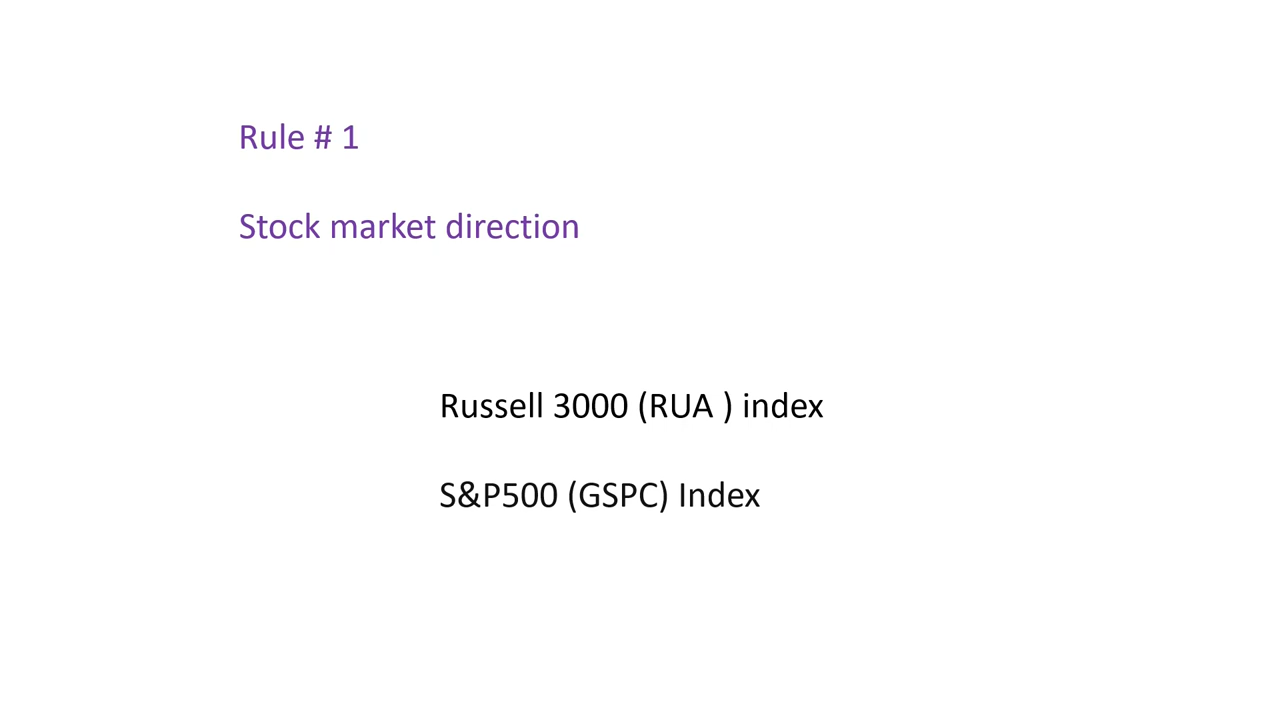 Rule # 1
Stock market direction
Russell 3000 (RUA ) index
S&P500 (GSPC) Index